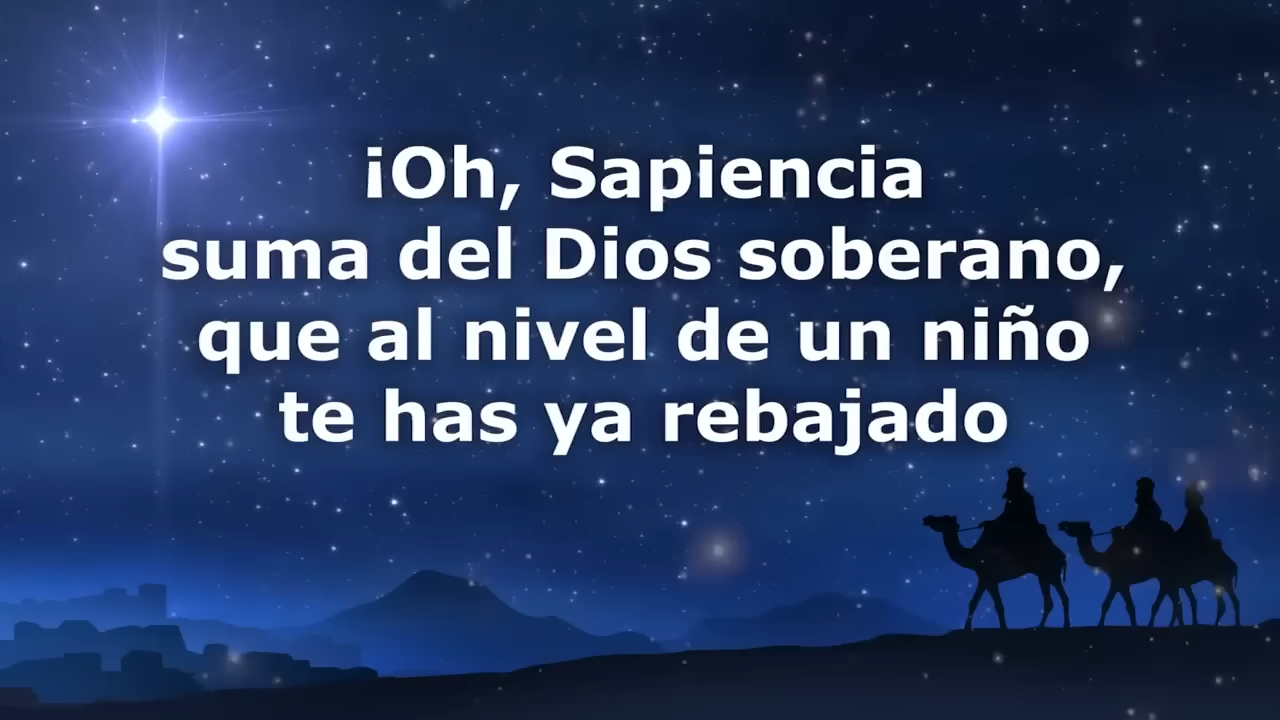 ¡Oh, Sapiencia
suma del Dios soberano,
que al nivel de un niño
te has ya rebajado